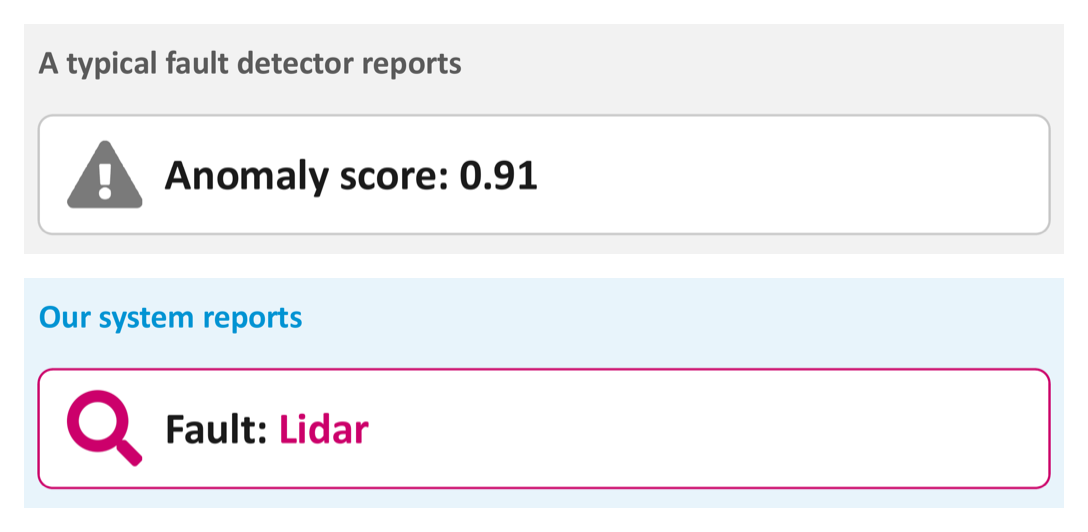 A typical fault detector reports
Anomaly score: 0.91
Our system reports
Fault: Lidar